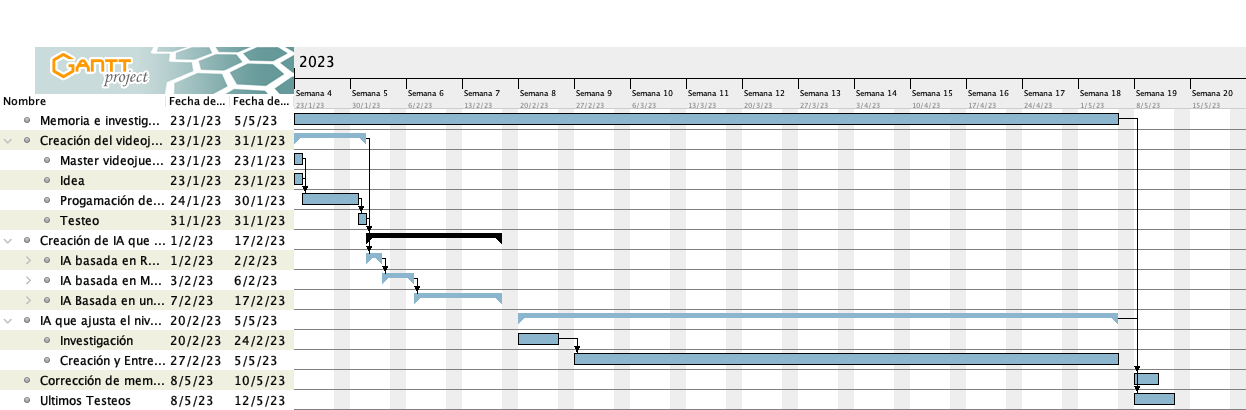 GANTT
project
2023
Semana 4 Semana 5 Semana 6 Semana 7 Semana 8 Semana 9 Semana 10 Semana 11 Semana 12 Semana 13 Semana 14 Semana 15 Semana 16 Semana 17 Semana 18 Semana 19 Semana 20
Nombre Fecha de... Fecha de... 23/1/23 30/1/23 6/2/23 13/2/23 20/2/23 27/2/23 6/3/23 13/3/23 20/3/23 27/3/23 3/4/23 10/4/23 17/4/23 24/4/23 1/5/23 8/5/23 15/5/23
Memoria e investig... 23/1/23 5/5/23
Creación del videoj... 23/1/23 31/1/23
Master videojue... 23/1/23 23/1/23
Idea 23/1/23 23/1/23
Progamación de... 24/1/23 30/1/23
Testeo 31/1/23 31/1/23
Creación de IA que ... 1/2/23 17/2/23
IA basada en R... 1/2/23 2/2/23
IA basada en M... 3/2/23 6/2/23
IA Basada en un... 7/2/23 17/2/23
IA que ajusta el niv... 20/2/23 5/5/23
Investigación 20/2/23 24/2/23
Creación y Entre... 27/2/23 5/5/23
Corrección de mem... 8/5/23 10/5/23
Ultimos Testeos 8/5/23 12/5/23